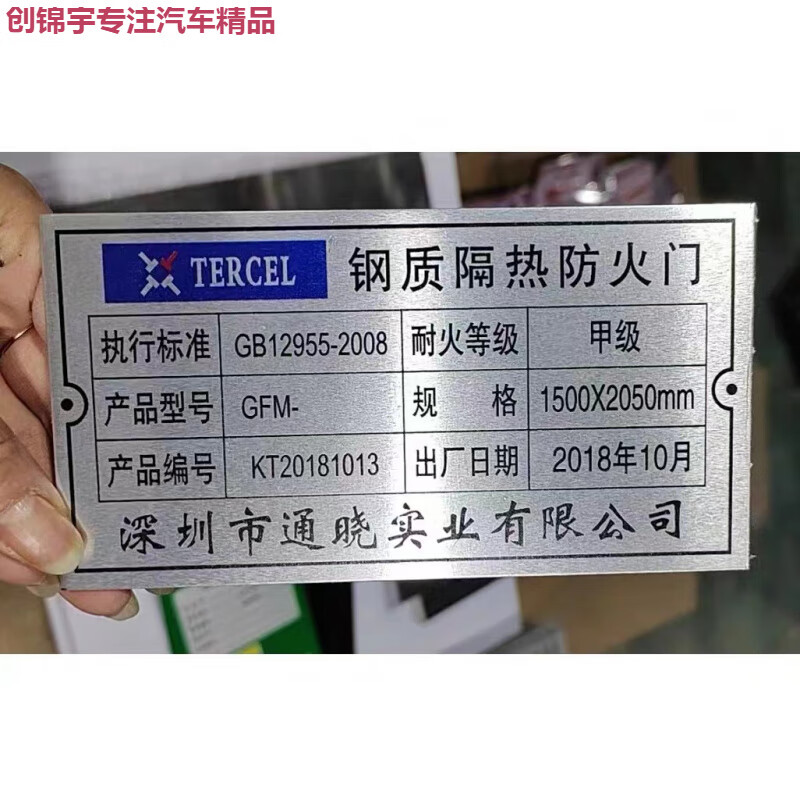 创锦宇专注汽车精品
TERCEL 钢质隔热防火门
执行标准 GB12955-2008 耐火等级 甲级
产品型号 GFM- 规 格 1500X2050mm
产品编号 KT20181013 出厂日期 2018年10月
深圳市通晓实业有限公司